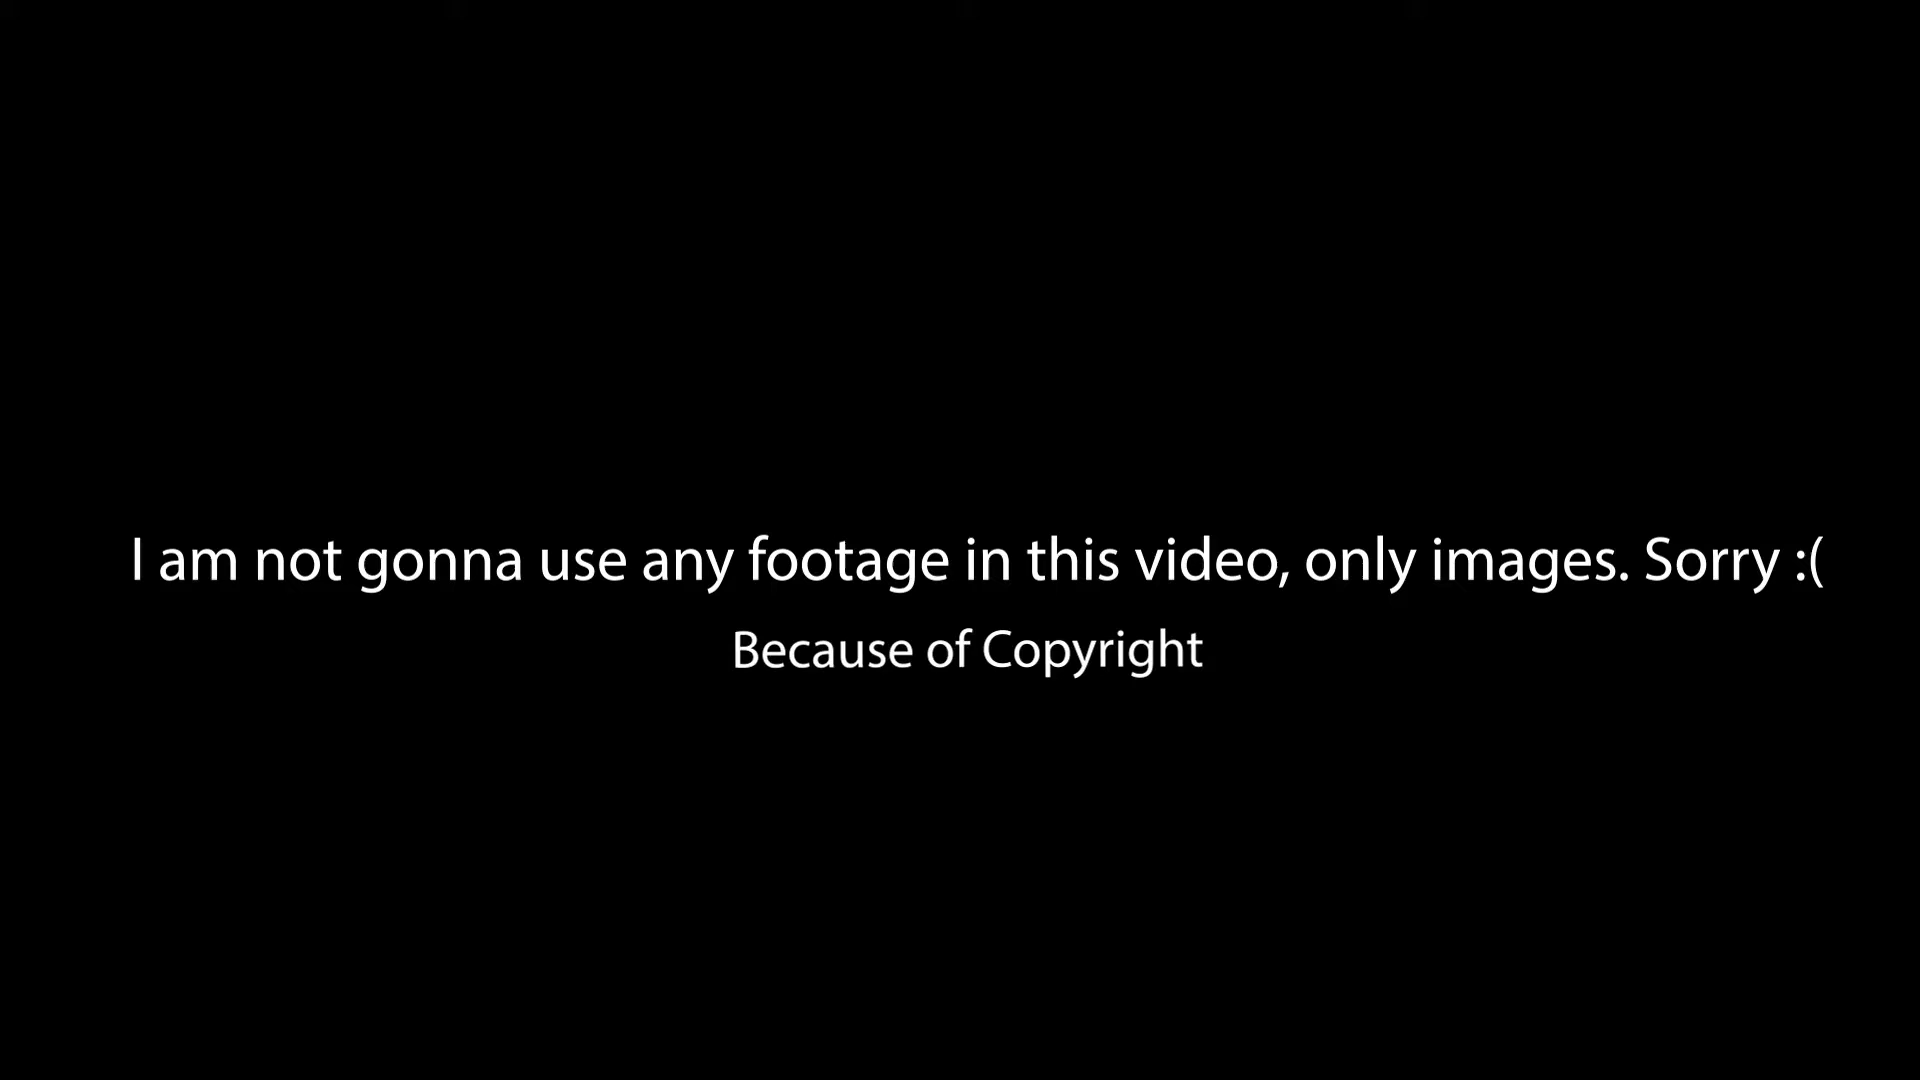 I am not gonna use any footage in this video, only images. Sorry :(
Because of Copyright